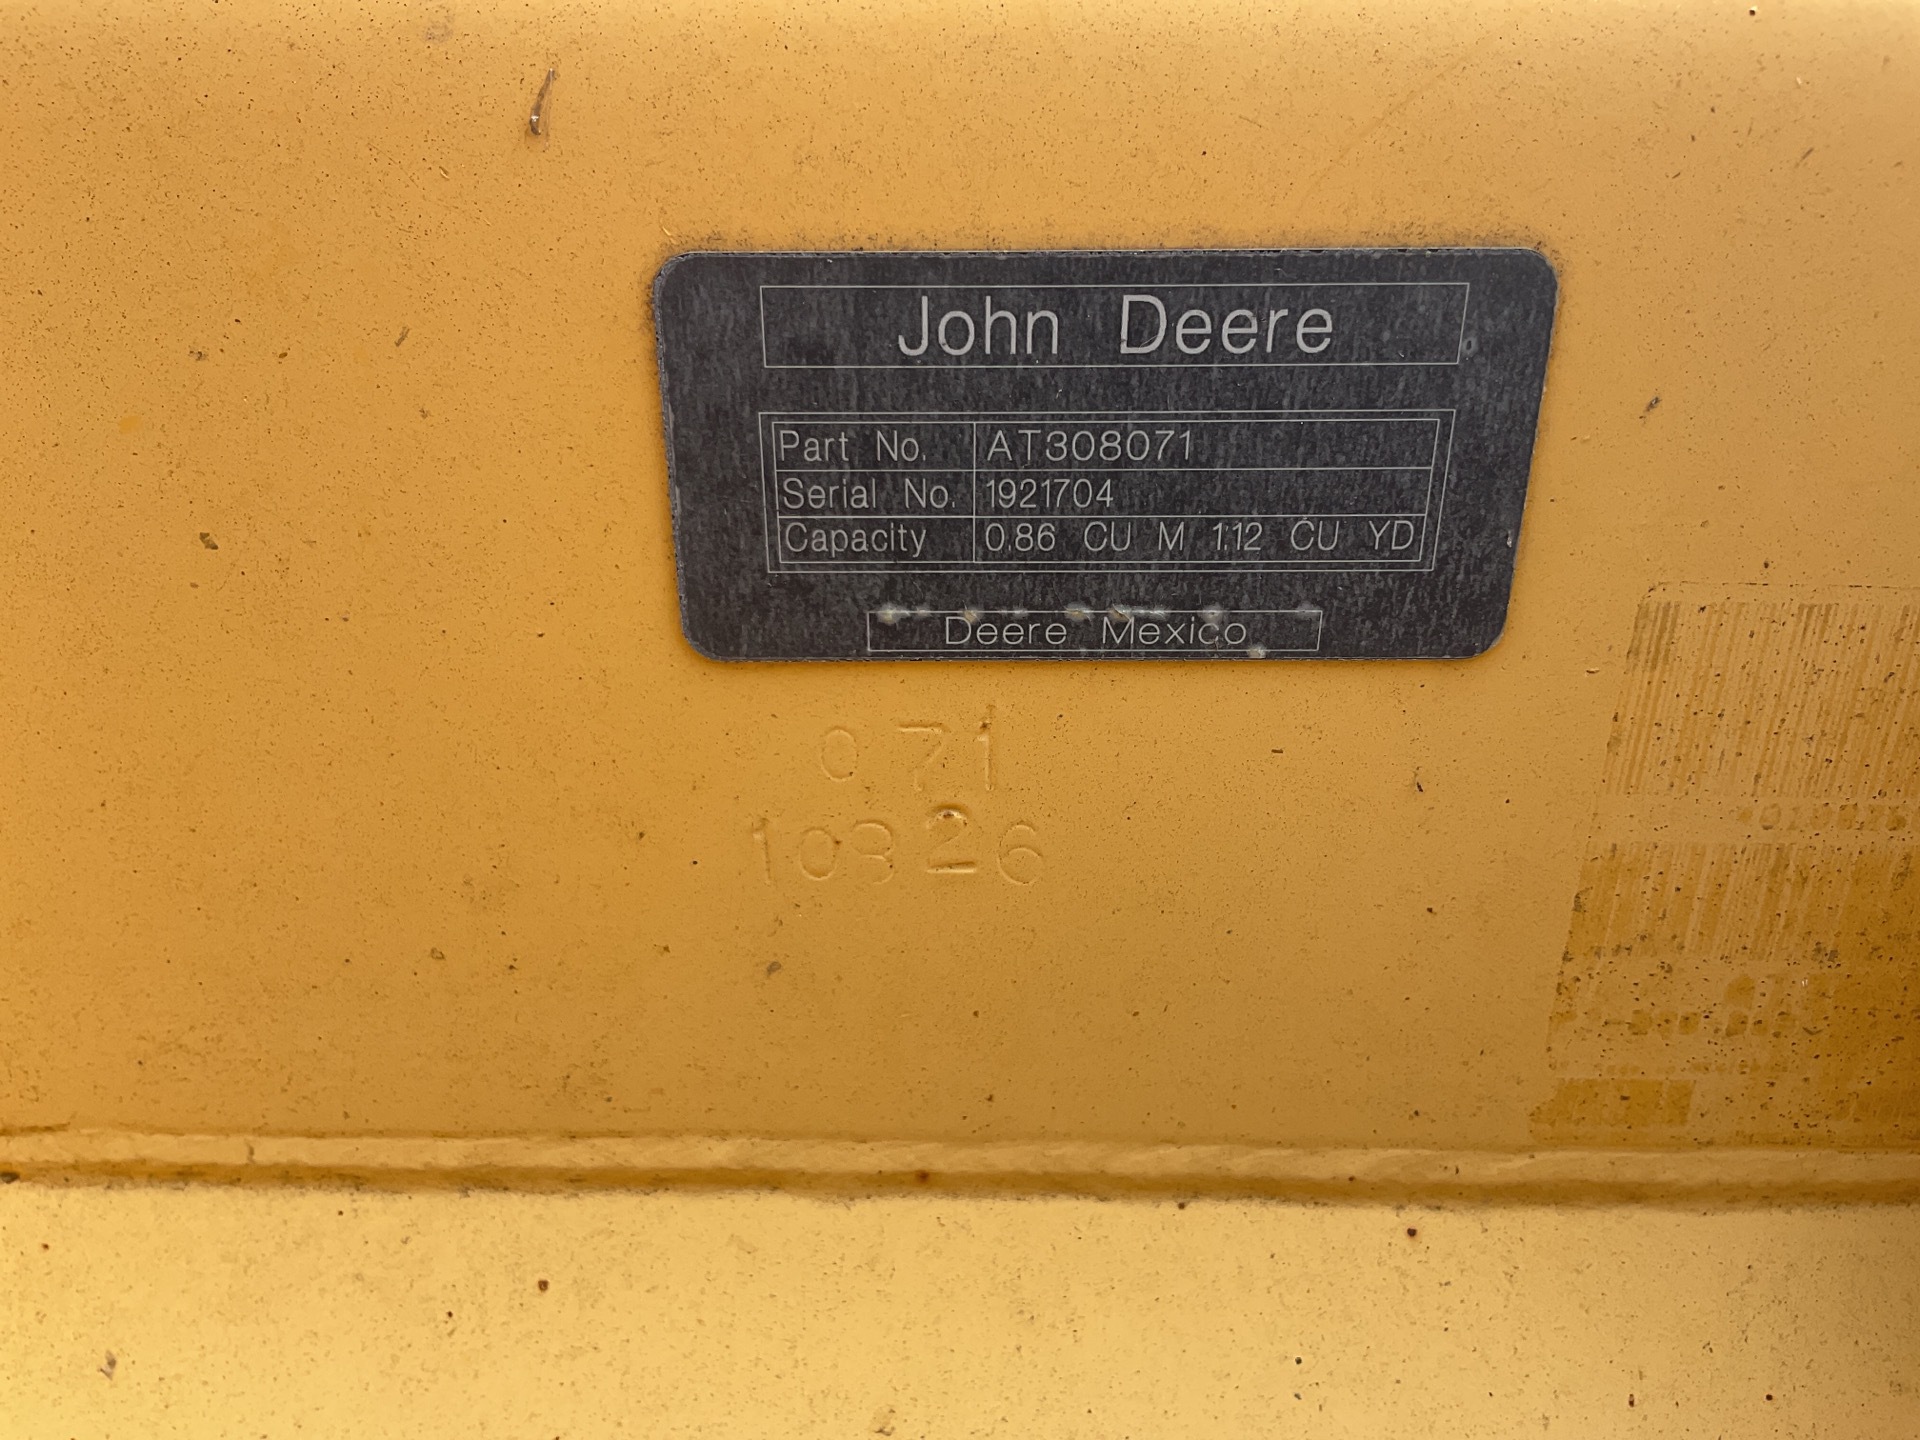 John Deere
Part No. AT308071
Serial No. 1921704
Capacity 0.86 CU M 1.12 CU YD
Deere Mexico
071
10326